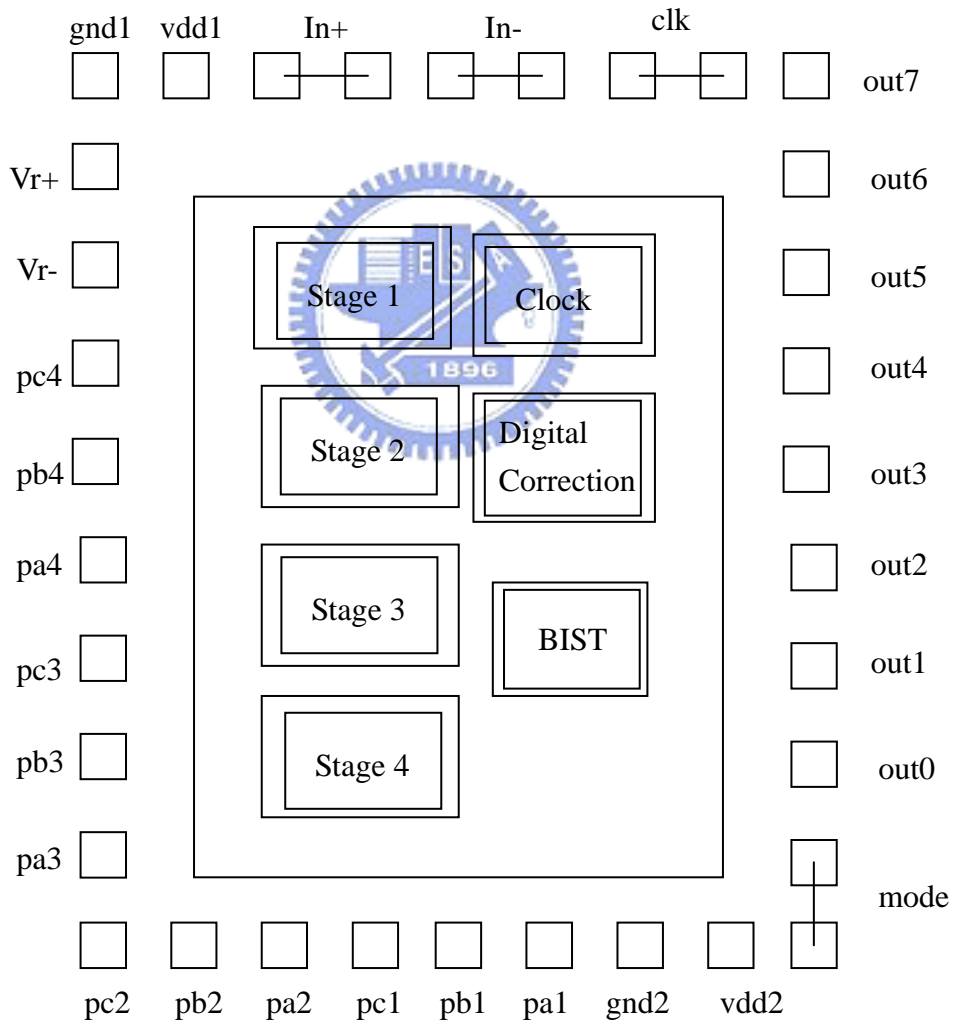 gnd1 vdd1 In+ In- clk
out7
Vr+ out6
Vr- out5
ESA
Stage 1 Clock
pc4 out4
1896
Stage 2 Digital
Correction
pb4 out3
pa4 out2
Stage 3 BIST
pc3 out1
pb3 Stage 4 out0
pa3
mode
pc2 pb2 pa2 pc1 pb1 pa1 gnd2 vdd2